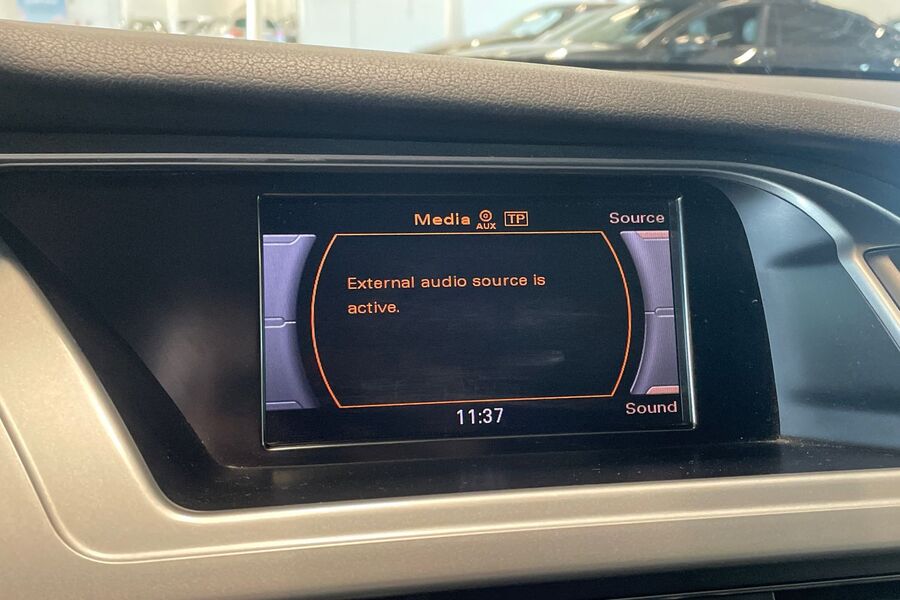 Media AUX TP Source
External audio source is
active.
Sound
11:37